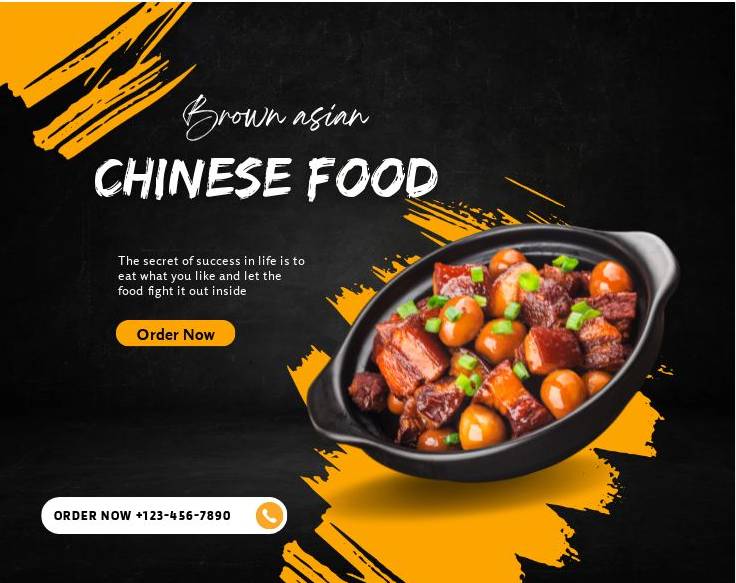 Brown asian
CHINESE FOOD
The secret of success in life is to
eat what you like and let the
food fight it out inside
Order Now
ORDER NOW +123-456-7890